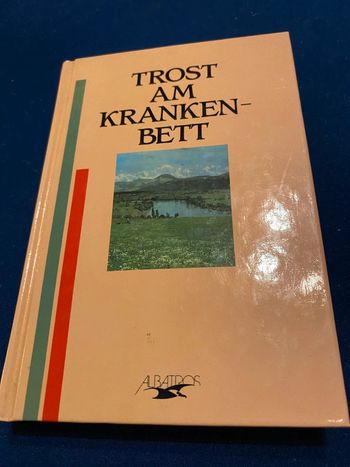 TROST
AM
KRANKEN-
BETT
ALBATROS